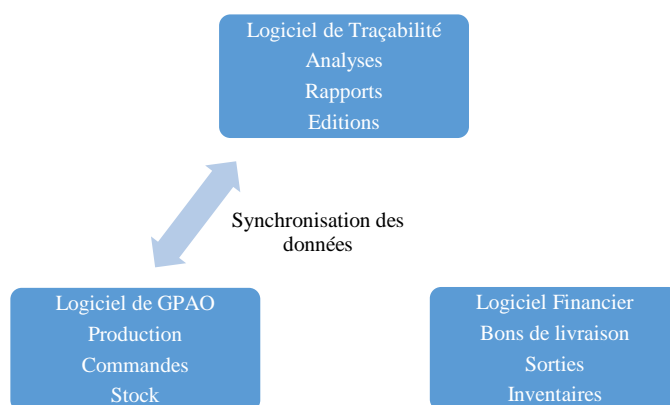 Logiciel de Traçabilité
Analyses
Rapports
Editions
Synchronisation des
données
Logiciel de GPAO
Production
Commandes
Stock
Logiciel Financier
Bons de livraison
Sorties
Inventaires